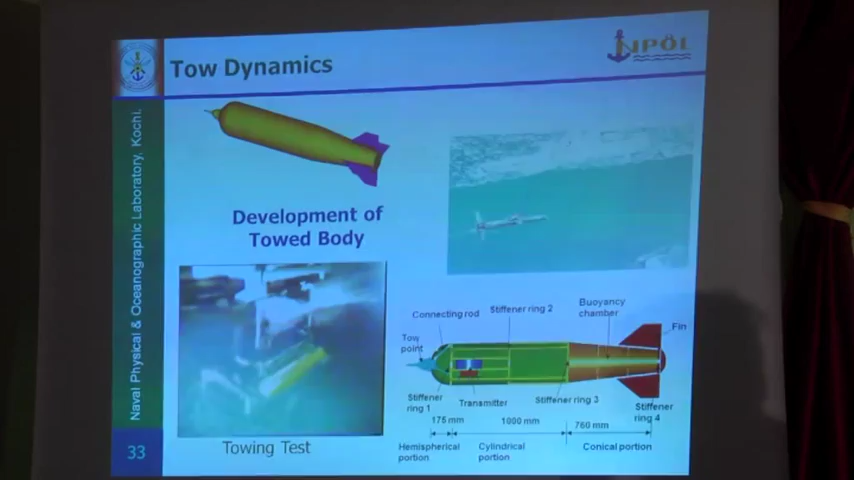 Tow Dynamics
NPÖL
Naval Physical & Oceanographic Laboratory, Kochi.
Development of
Towed Body
Connecting rod
Stiffener ring 2
Buoyancy
chamber
Fin
Tow
point
Stiffener
ring 1
Transmitter
Stiffener ring 3
Stiffener
ring 4
175 mm
1000 mm
760 mm
Hemispherical
portion
Cylindrical
portion
Conical portion
Towing Test
33